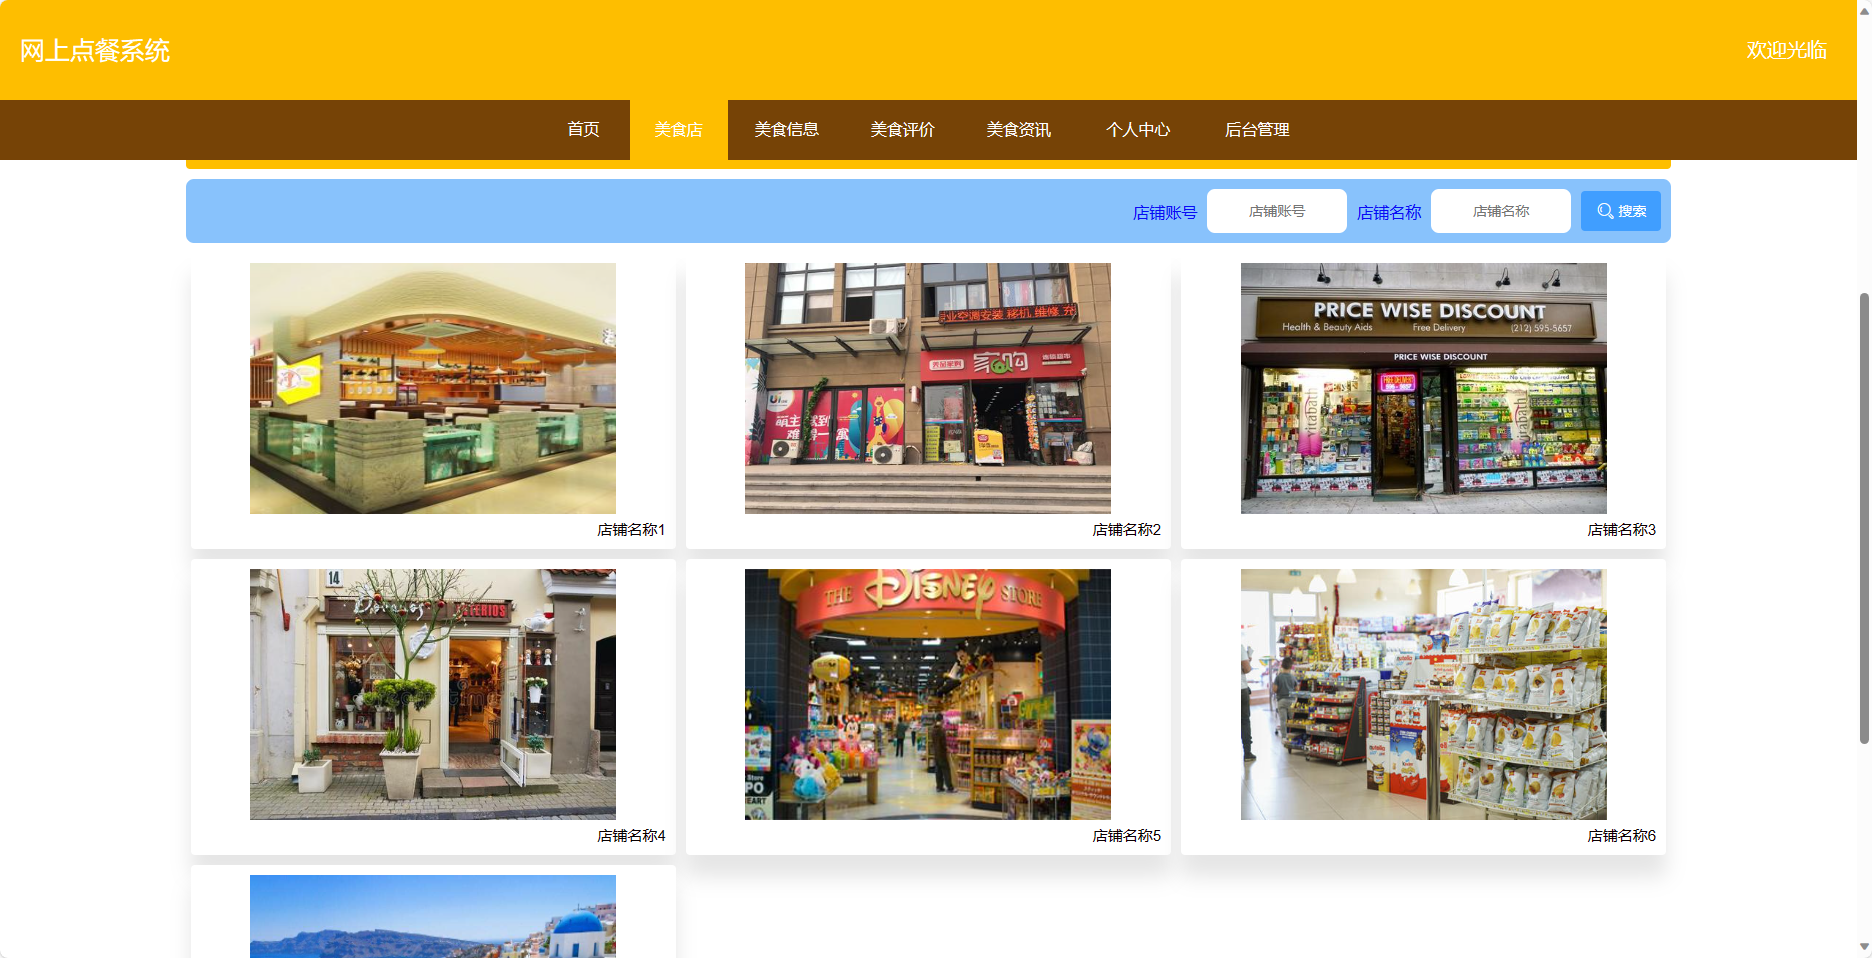 网上点餐系统
欢迎光临
首页 美食店 美食信息 美食评价 美食资讯 个人中心 后台管理
店铺账号 店铺账号 店铺名称 店铺名称 搜索
业空调安装 移机 维修 充
家购
PRICE WISE DISCOUNT
Health & Beauty Aids Free Delivery (212) 595-5657
PRICE WISE DISCOUNT
店铺名称1
店铺名称2
店铺名称3
14
THE DISNEY STORE
店铺名称4
店铺名称5
店铺名称6